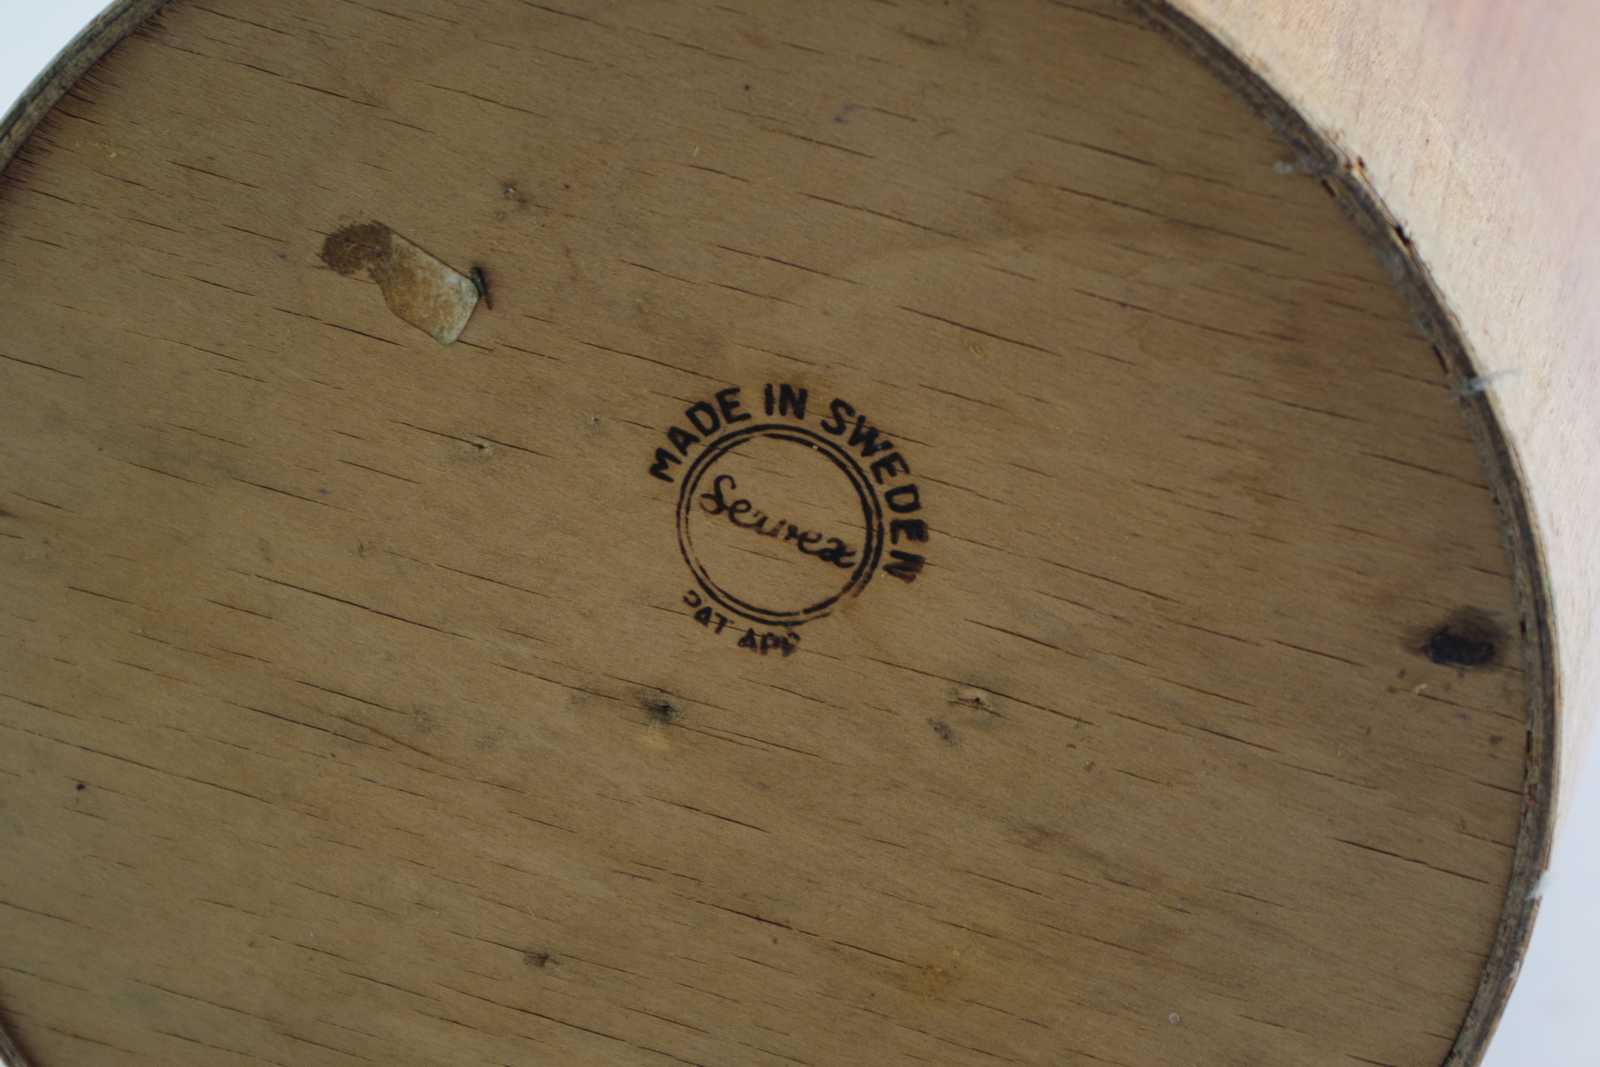 MADE IN SWEDEN
Servex
PAT APP